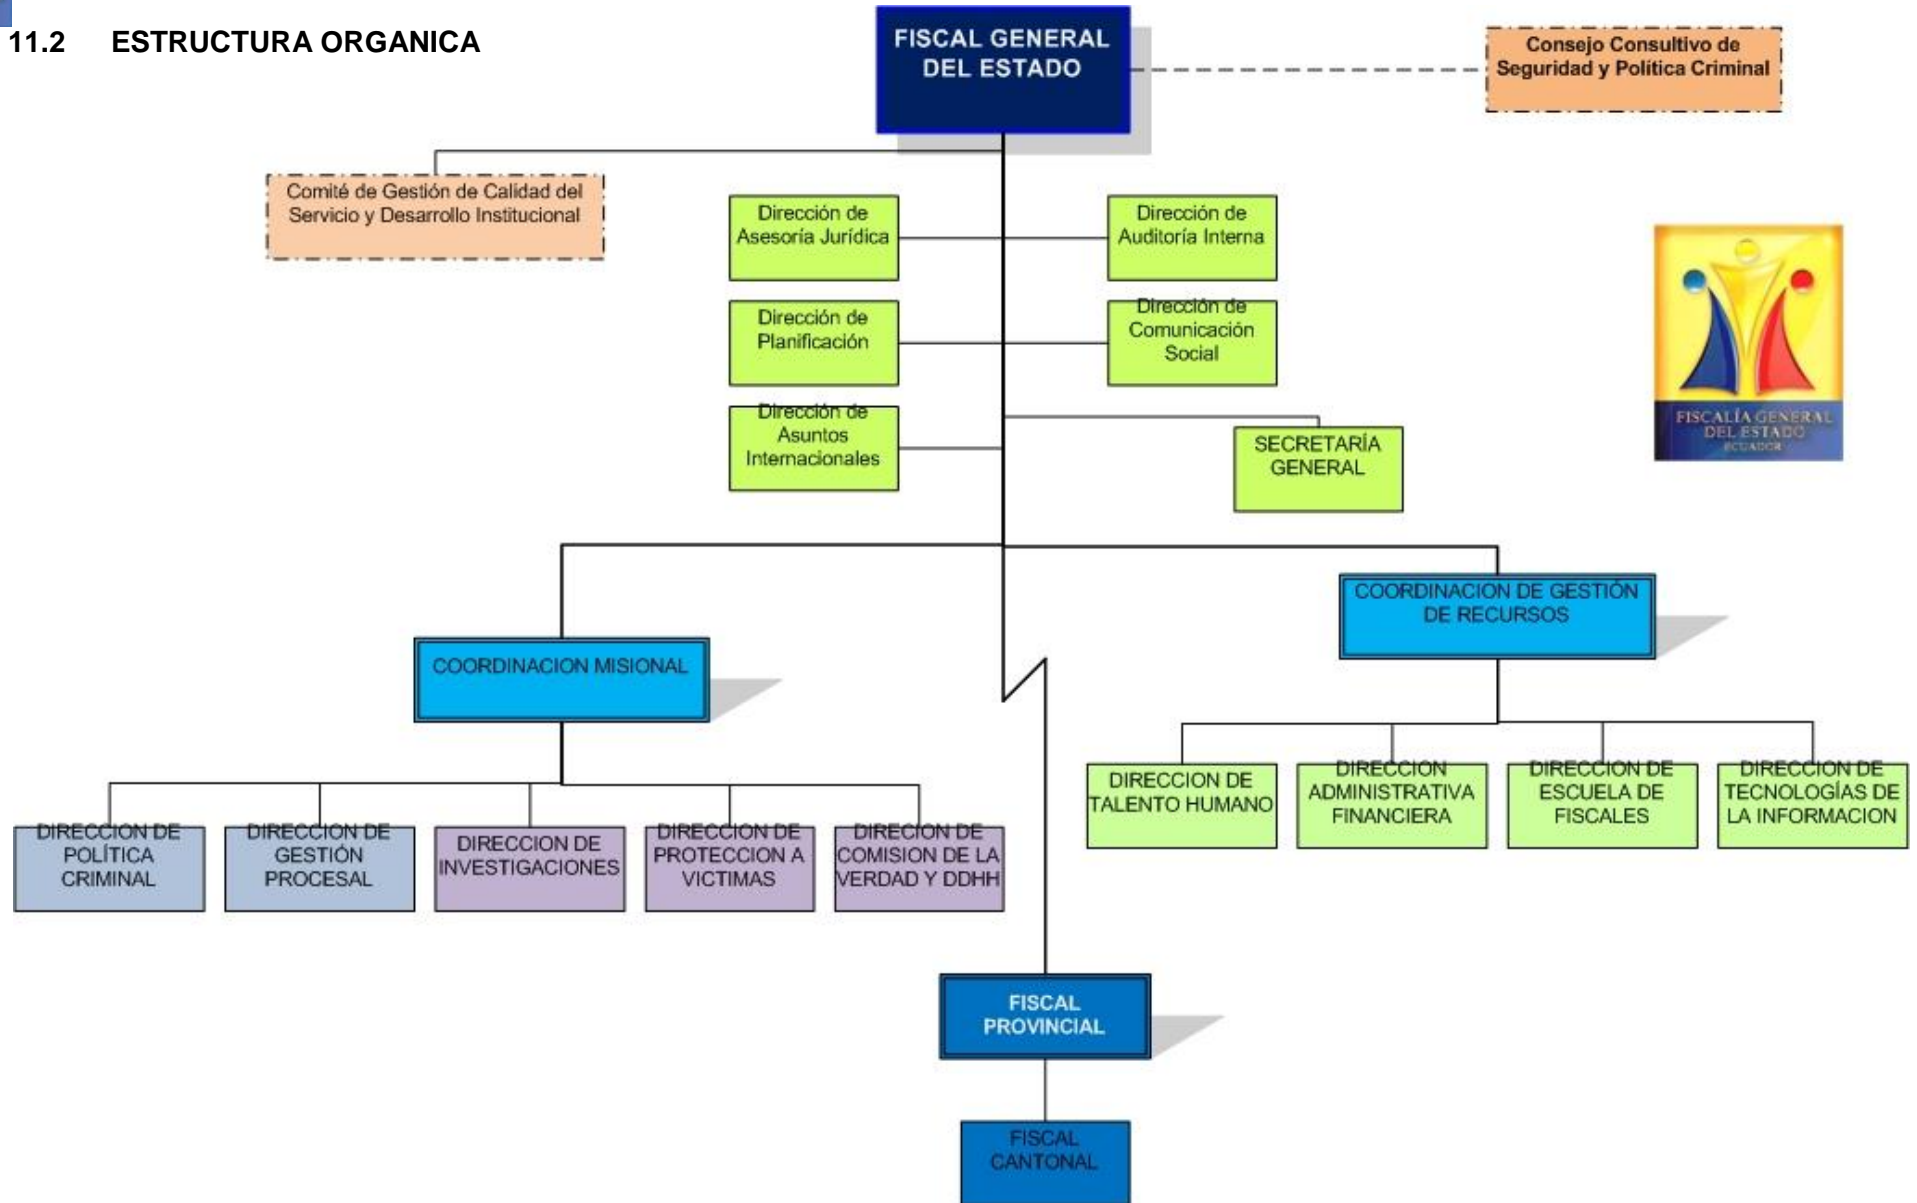 11.2 ESTRUCTURA ORGANICA
FISCAL GENERAL
DEL ESTADO
Consejo Consultivo de
Seguridad y Política Criminal
Comité de Gestión de Calidad del
Servicio y Desarrollo Institucional
Dirección de
Asesoría Jurídica
Dirección de
Auditoría Interna
Dirección de
Planificación
Dirección de
Comunicación
Social
Dirección de
Asuntos
Internacionales
SECRETARÍA
GENERAL
FISCALÍA GENERAL
DEL ESTADO
ECUADOR
COORDINACION MISIONAL
COORDINACION DE GESTIÓN
DE RECURSOS
DIRECCION DE
POLÍTICA
CRIMINAL
DIRECCION DE
GESTIÓN
PROCESAL
DIRECCION DE
INVESTIGACIONES
DIRECCION DE
PROTECCION A
VICTIMAS
DIRECION DE
COMISION DE LA
VERDAD Y DDHH
DIRECCION DE
TALENTO HUMANO
DIRECCION
ADMINISTRATIVA
FINANCIERA
DIRECCION DE
ESCUELA DE
FISCALES
DIRECCION DE
TECNOLOGÍAS DE
LA INFORMACION
FISCAL
PROVINCIAL
FISCAL
CANTONAL